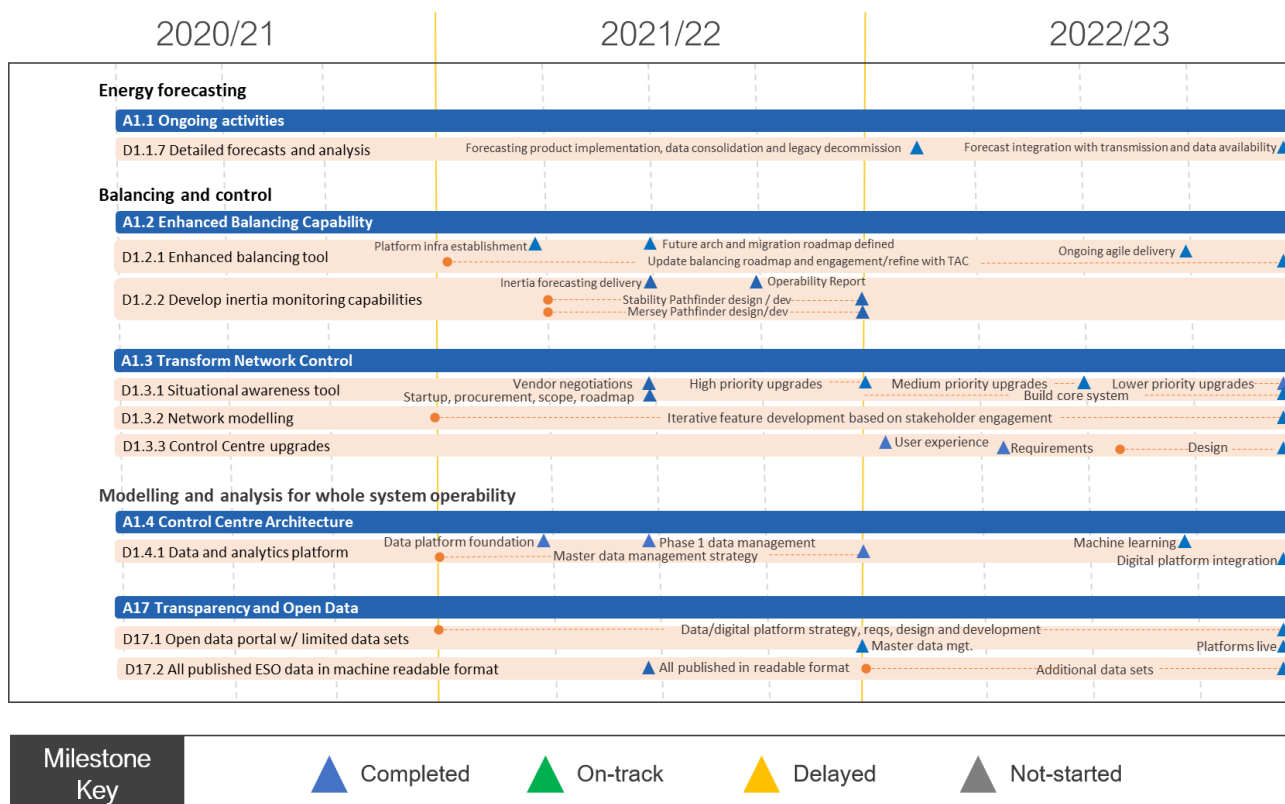 2020/21 2021/22 2022/23
Energy forecasting
A1.1 Ongoing activities
D1.1.7 Detailed forecasts and analysis Forecasting product implementation, data consolidation and legacy decommission Forecast integration with transmission and data availability
Balancing and control
A1.2 Enhanced Balancing Capability
Platform infra establishment Future arch and migration roadmap defined
D1.2.1 Enhanced balancing tool Ongoing agile delivery
Update balancing roadmap and engagement/refine with TAC
Inertia forecasting delivery Operability Report
D1.2.2 Develop inertia monitoring capabilities Stability Pathfinder design / dev
Mersey Pathfinder design/dev
A1.3 Transform Network Control
D1.3.1 Situational awareness tool Vendor negotiations High priority upgrades Medium priority upgrades Lower priority upgrades
Startup, procurement, scope, roadmap Build core system
D1.3.2 Network modelling Iterative feature development based on stakeholder engagement
D1.3.3 Control Centre upgrades User experience Requirements Design
Modelling and analysis for whole system operability
A1.4 Control Centre Architecture
Data platform foundation Phase 1 data management Machine learning
D1.4.1 Data and analytics platform Master data management strategy
Digital platform integration
A17 Transparency and Open Data
Data/digital platform strategy, reqs, design and development
D17.1 Open data portal w/ limited data sets Master data mgt. Platforms live
D17.2 All published ESO data in machine readable format All published in readable format Additional data sets
Milestone
Key
Completed On-track Delayed Not-started